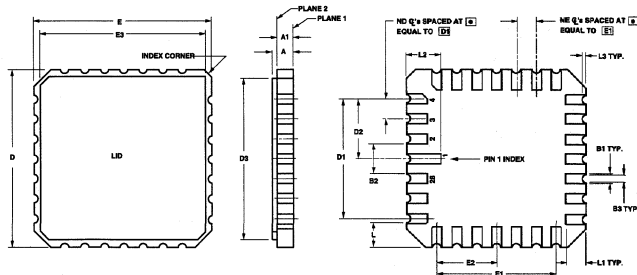 E
E3
INDEX CORNER
D
LID
PLANE 2
PLANE 1
A1
A
D3
ND ȼ's SPACED AT e
EQUAL TO D1
NE ȼ's SPACED AT e
EQUAL TO E1
L2
L3 TYP.
D1
D2
B2
4
3
2
1
28
PIN 1 INDEX
B1 TYP.
B3 TYP
L
E2
E1
L1 TYP.